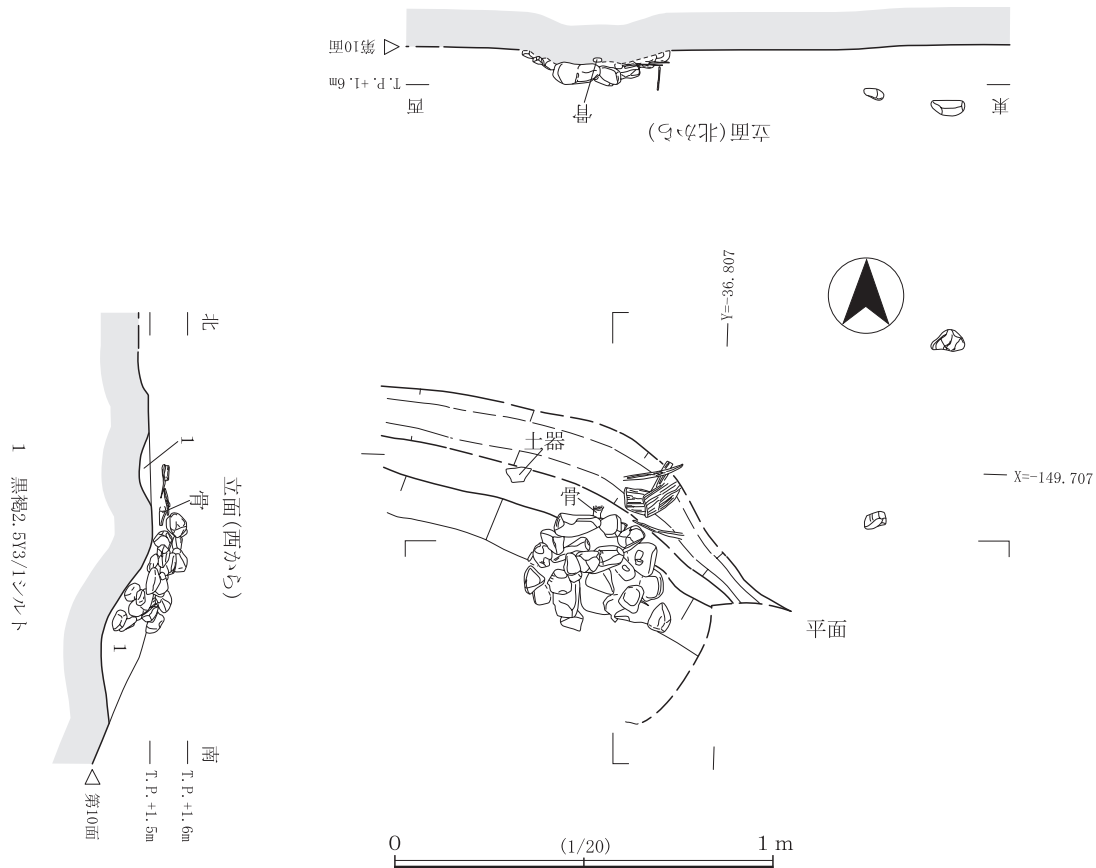 第10面
T.P.+1.6m
西
骨
東
立面(北から)
Y=-36.807
X=-149.707
土器
骨
平面
北
1
骨
立面(西から)
1
南
T.P.+1.6m
T.P.+1.5m
第10面
1 黒褐2.5Y3/1シルト
0 (1/20) 1 m